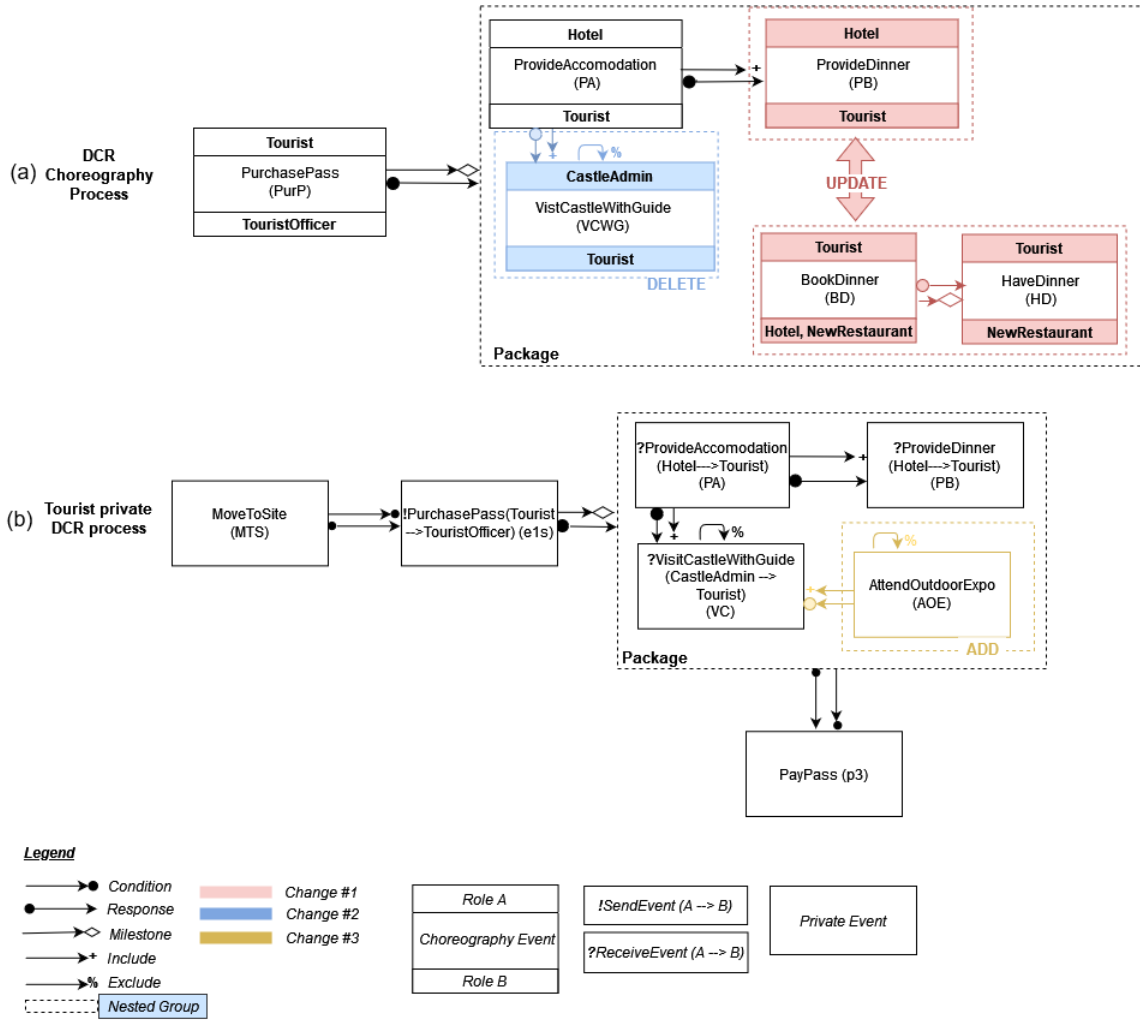 (a)
DCR
Choreography
Process
Tourist
PurchasePass
(PurP)
TouristOfficer
Hotel
ProvideAccomodation
(PA)
Tourist
+
Hotel
ProvideDinner
(PB)
Tourist
+
%
CastleAdmin
VistCastleWithGuide
(VCWG)
Tourist
DELETE
UPDATE
Tourist
BookDinner
(BD)
Hotel, NewRestaurant
Tourist
HaveDinner
(HD)
NewRestaurant
Package
(b)
Tourist private
DCR process
MoveToSite
(MTS)
!PurchasePass(Tourist
-->TouristOfficer) (e1s)
?ProvideAccomodation
(Hotel--->Tourist)
(PA)
+
?ProvideDinner
(Hotel--->Tourist)
(PB)
+
%
?VisitCastleWithGuide
(CastleAdmin -->
Tourist)
(VC)
+
%
AttendOutdoorExpo
(AOE)
ADD
Package
PayPass (p3)
Legend
Condition
Response
Milestone
+ Include
% Exclude
Nested Group
Change #1
Change #2
Change #3
Role A
Choreography Event
Role B
!SendEvent (A --> B)
?ReceiveEvent (A --> B)
Private Event